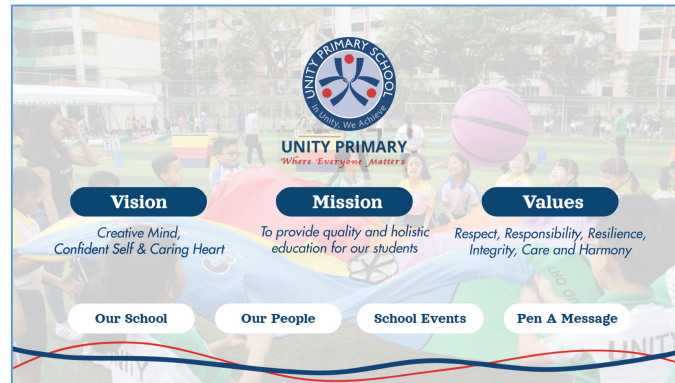 UNITY PRIMARY SCHOOL
In Unity, We Achieve
UNITY PRIMARY
Where Everyone Matters
Vision
Mission
Values
Creative Mind,
Confident Self & Caring Heart
To provide quality and holistic
education for our students
Respect, Responsibility, Resilience,
Integrity, Care and Harmony
Our School
Our People
School Events
Pen A Message
UNITY
UNITY